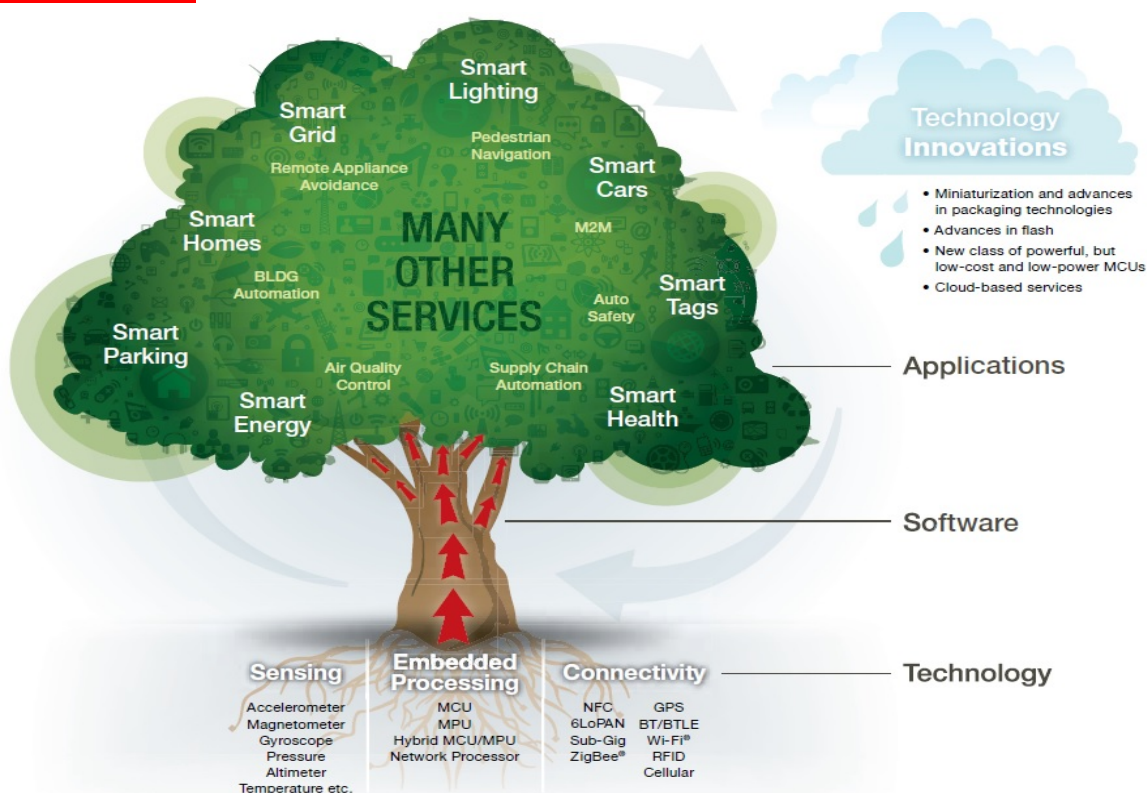 Smart
Lighting
Smart
Grid
Pedestrian
Navigation
Remote Appliance
Avoidance
Smart
Cars
Smart
Homes
MANY
OTHER
SERVICES
M2M
BLDG
Automation
Smart
Tags
Auto
Safety
Smart
Parking
Air Quality
Control
Supply Chain
Automation
Smart
Energy
Smart
Health
Technology
Innovations
• Miniaturization and advances
in packaging technologies
• Advances in flash
• New class of powerful, but
low-cost and low-power MCUs
• Cloud-based services
Applications
Software
Technology
Sensing
Accelerometer
Magnetometer
Gyroscope
Pressure
Altimeter
Temperature etc.
Embedded
Processing
MCU
MPU
Hybrid MCU/MPU
Network Processor
Connectivity
NFC GPS
6LoPAN BT/BTLE
Sub-Gig Wi-Fi®
ZigBee® RFID
Cellular